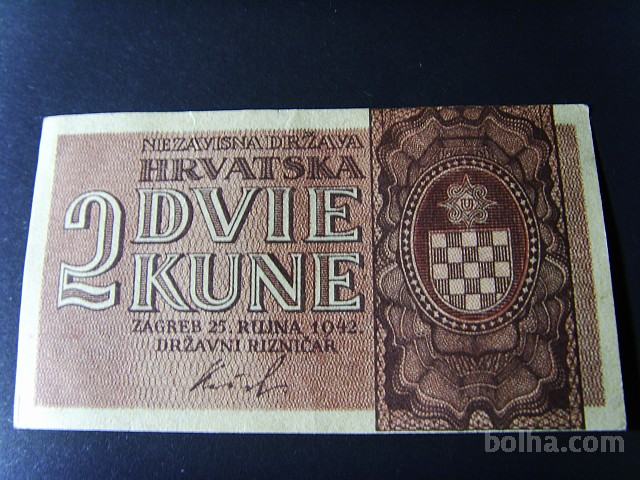 NEZAVISNA DRŽAVA
HRVATSKA
2 DVIE
KUNE
ZAGREB 25. RUJNA 1942.
DRŽAVNI RIZNIČAR
U
bolha.com